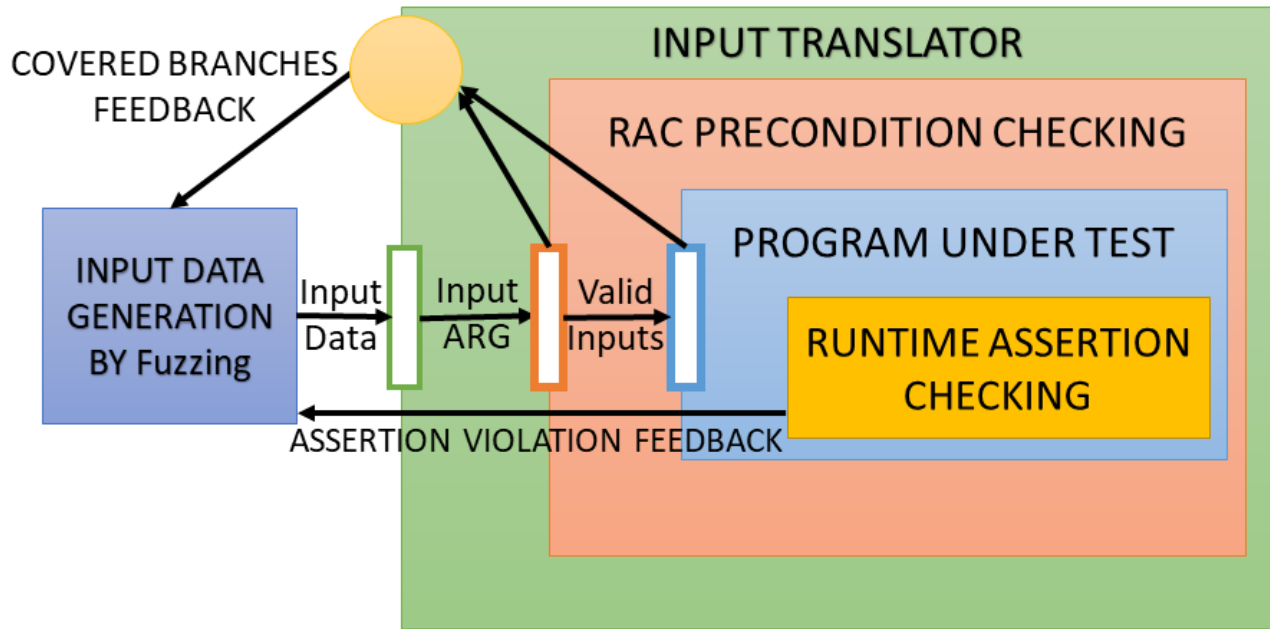 INPUT TRANSLATOR
COVERED BRANCHES
FEEDBACK
RAC PRECONDITION CHECKING
PROGRAM UNDER TEST
INPUT DATA
GENERATION
BY Fuzzing
Input
Data
Input
ARG
Valid
Inputs
RUNTIME ASSERTION
CHECKING
ASSERTION VIOLATION FEEDBACK